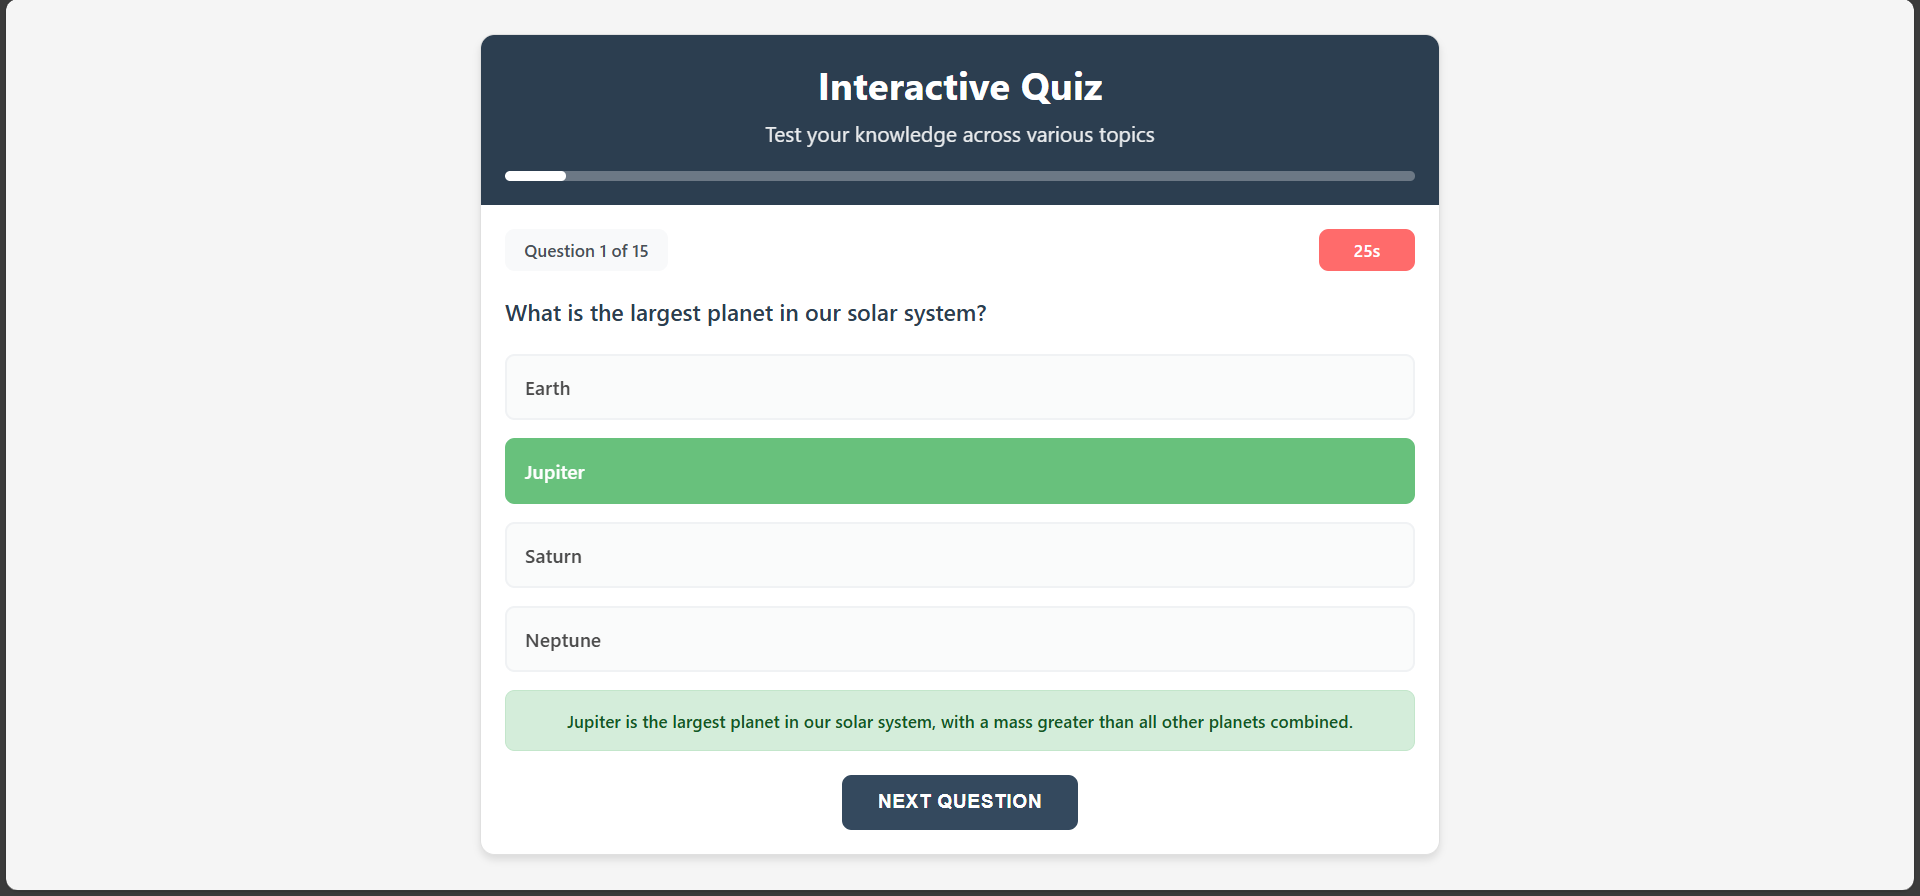 Interactive Quiz
Test your knowledge across various topics
Question 1 of 15
25s
What is the largest planet in our solar system?
Earth
Jupiter
Saturn
Neptune
Jupiter is the largest planet in our solar system, with a mass greater than all other planets combined.
NEXT QUESTION